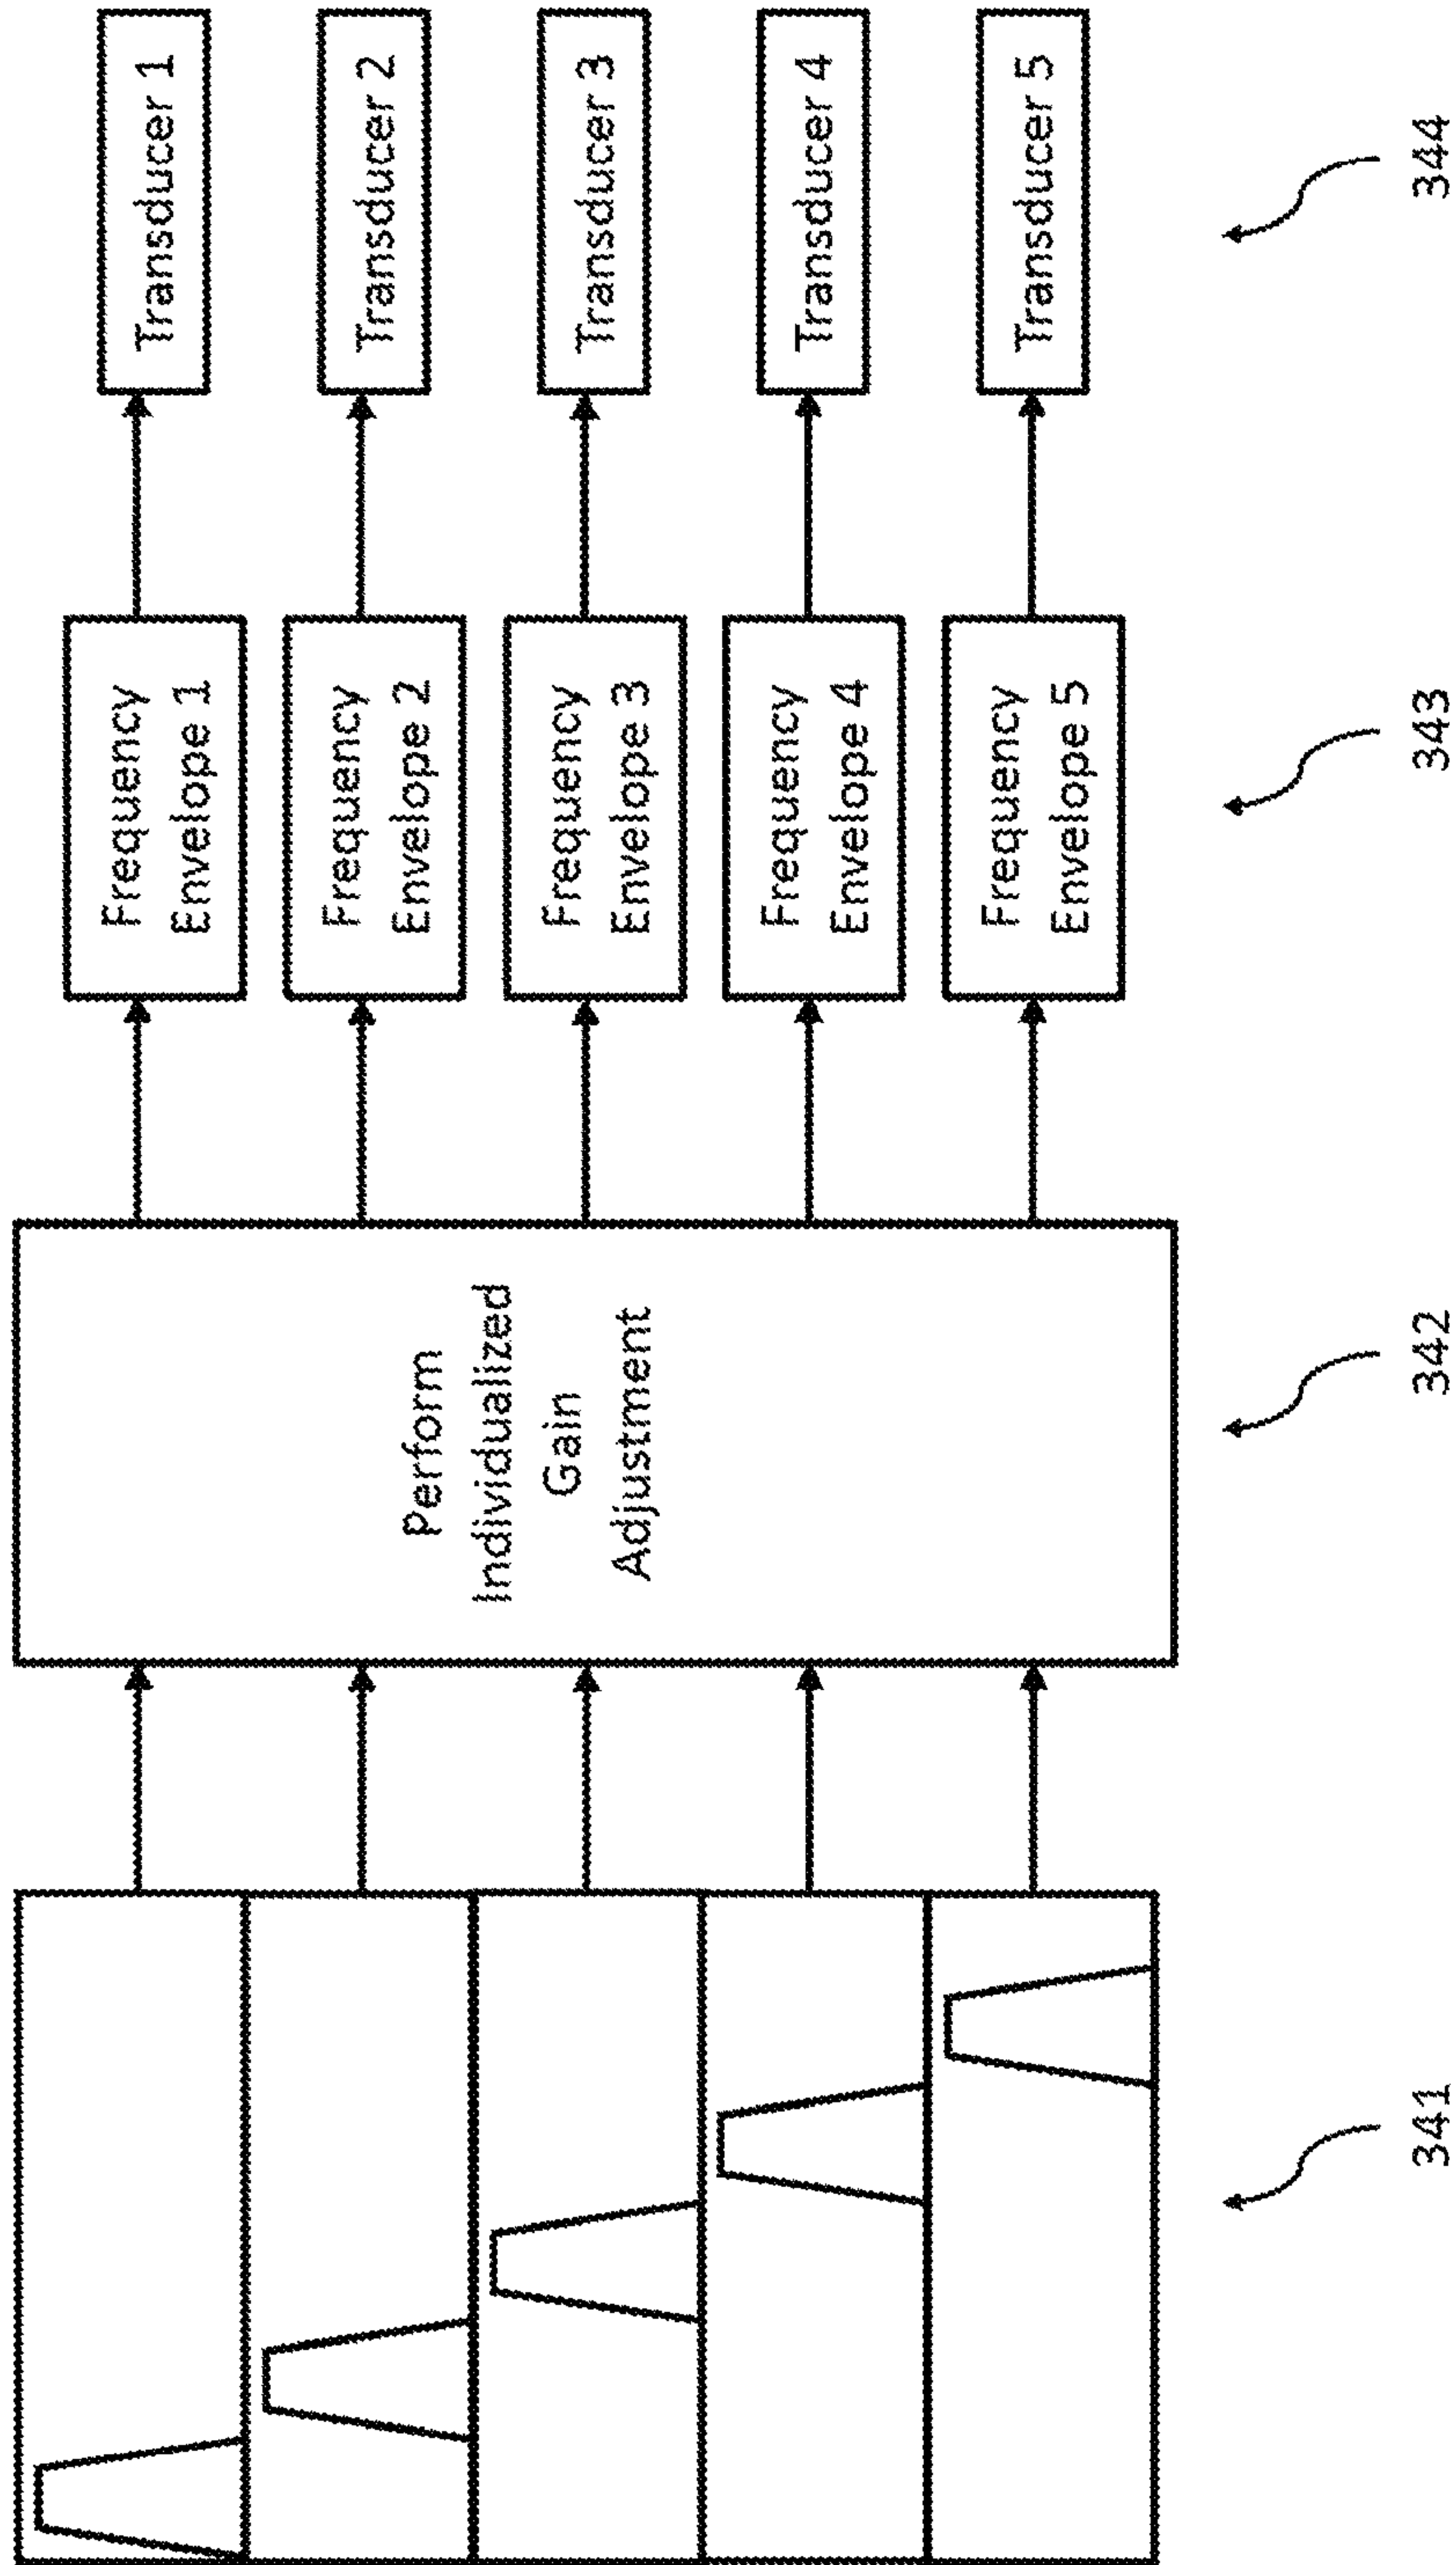 Perform
Individualized
Gain
Adjustment
Frequency
Envelope 1
Frequency
Envelope 2
Frequency
Envelope 3
Frequency
Envelope 4
Frequency
Envelope 5
Transducer 1
Transducer 2
Transducer 3
Transducer 4
Transducer 5
341
342
343
344